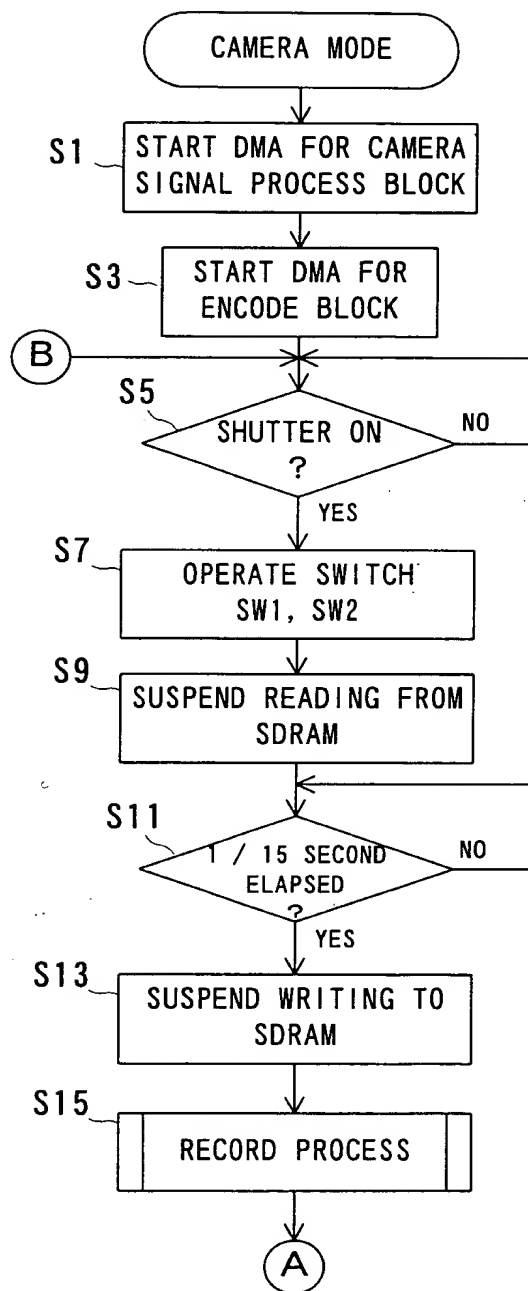 CAMERA MODE
S1
START DMA FOR CAMERA
SIGNAL PROCESS BLOCK
S3
START DMA FOR
ENCODE BLOCK
B
S5
SHUTTER ON
?
NO
YES
S7
OPERATE SWITCH
SW1, SW2
S9
SUSPEND READING FROM
SDRAM
S11
1 / 15 SECOND
ELAPSED
?
NO
YES
S13
SUSPEND WRITING TO
SDRAM
S15
RECORD PROCESS
A